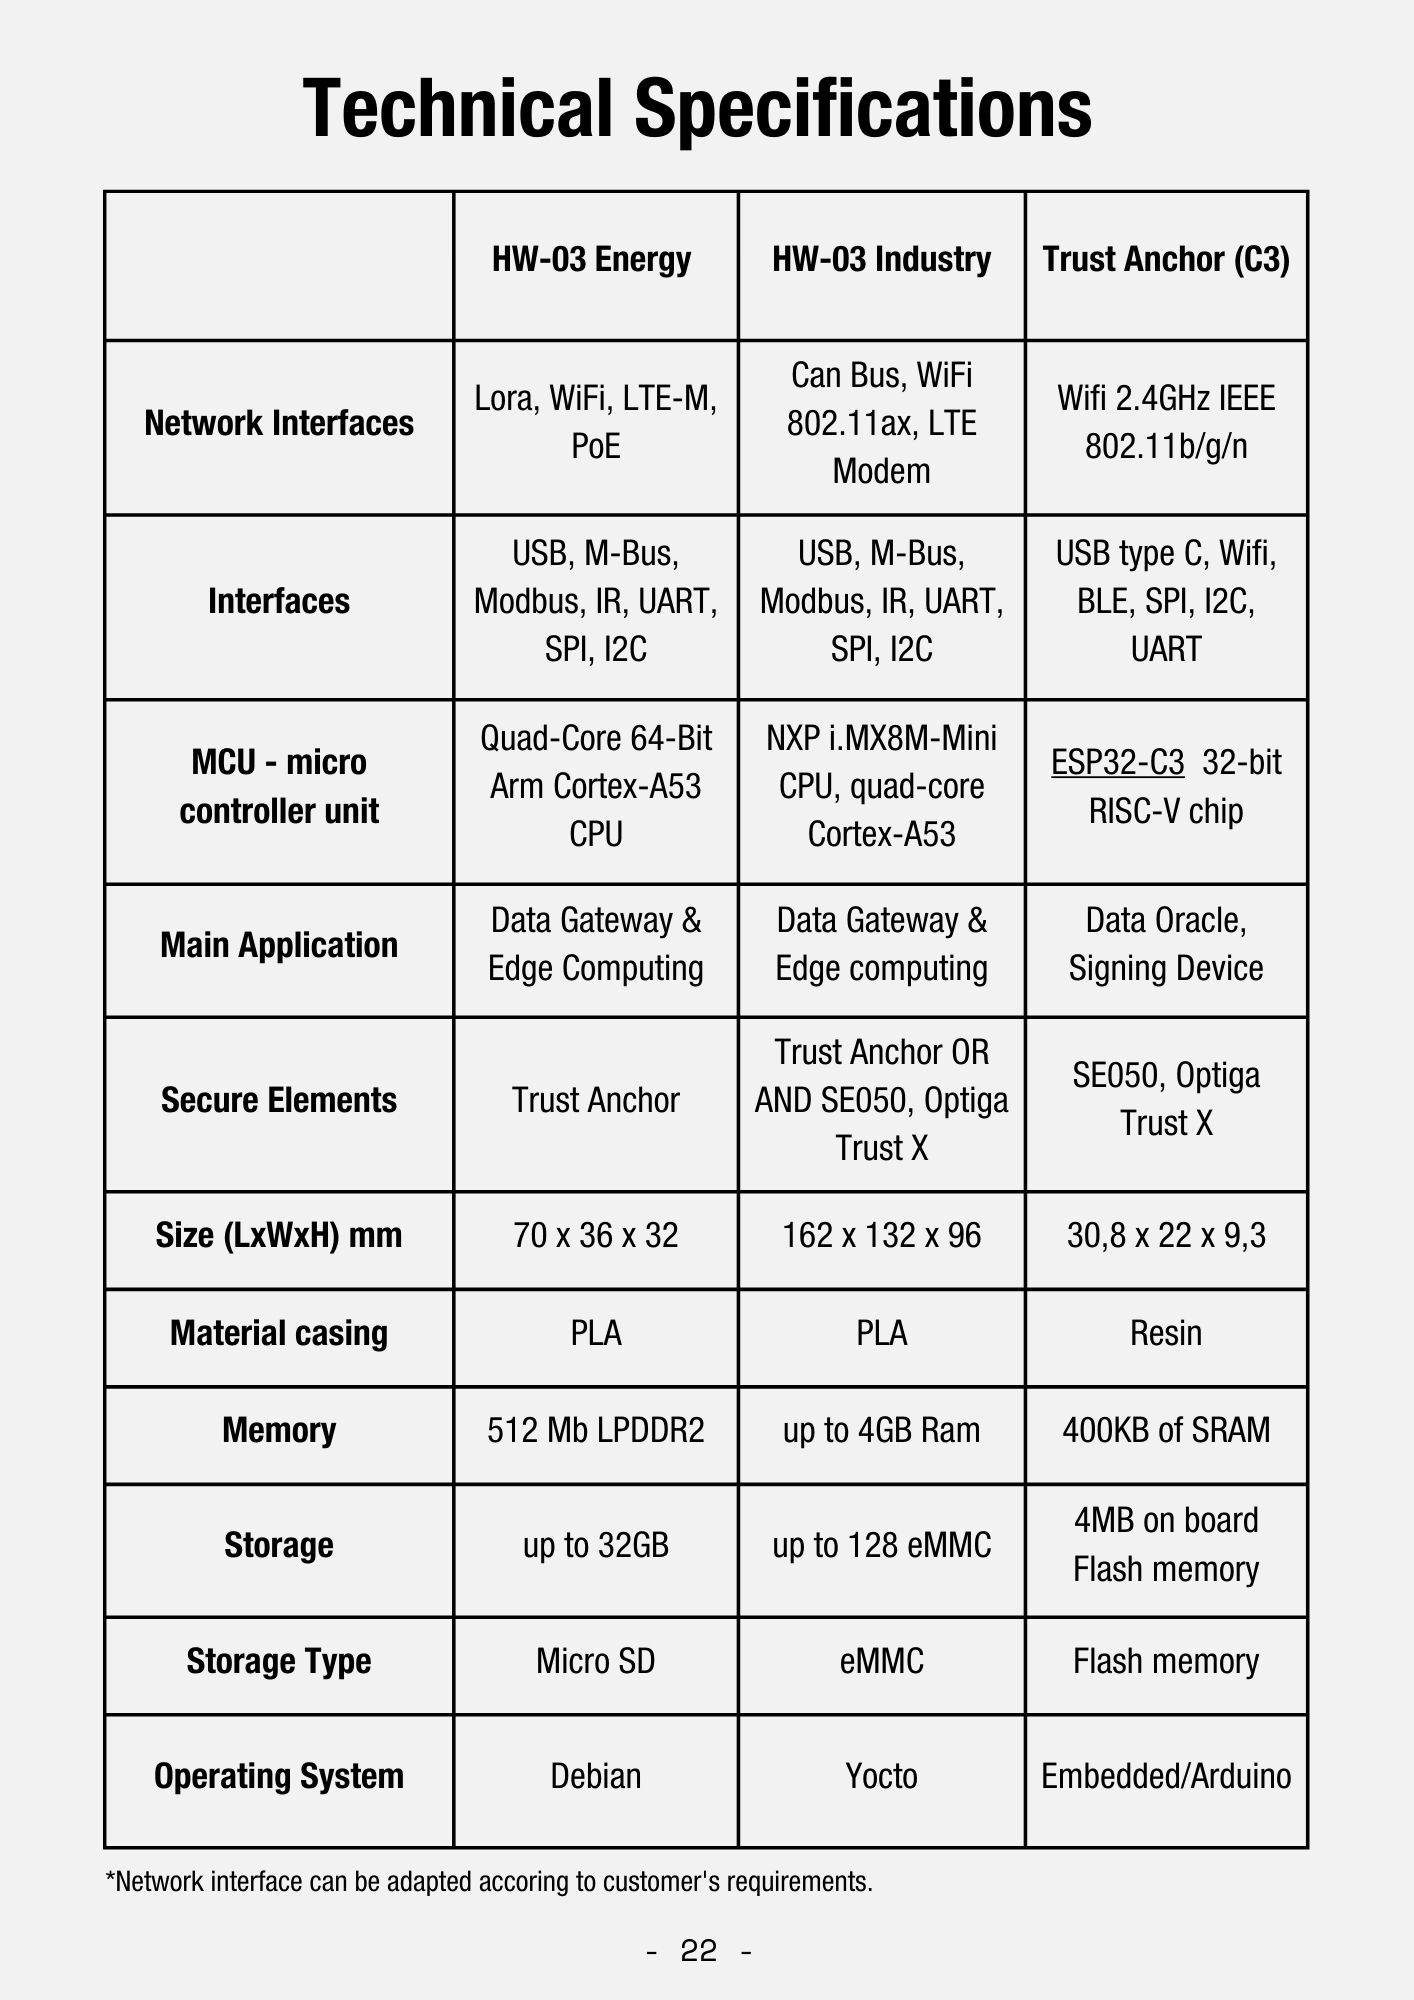 Technical Specifications
HW-03 Energy
HW-03 Industry
Trust Anchor (C3)
Network Interfaces
Lora, WiFi, LTE-M,
PoE
Can Bus, WiFi
802.11ax, LTE
Modem
Wifi 2.4GHz IEEE
802.11b/g/n
Interfaces
USB, M-Bus,
Modbus, IR, UART,
SPI, I2C
USB, M-Bus,
Modbus, IR, UART,
SPI, I2C
USB type C, Wifi,
BLE, SPI, I2C,
UART
MCU - micro
controller unit
Quad-Core 64-Bit
Arm Cortex-A53
CPU
NXP i.MX8M-Mini
CPU, quad-core
Cortex-A53
ESP32-C3  32-bit
RISC-V chip
Main Application
Data Gateway &
Edge Computing
Data Gateway &
Edge computing
Data Oracle,
Signing Device
Secure Elements
Trust Anchor
Trust Anchor OR
AND SE050, Optiga
Trust X
SE050, Optiga
Trust X
Size (LxWxH) mm
70 x 36 x 32
162 x 132 x 96
30,8 x 22 x 9,3
Material casing
PLA
PLA
Resin
Memory
512 Mb LPDDR2
up to 4GB Ram
400KB of SRAM
Storage
up to 32GB
up to 128 eMMC
4MB on board
Flash memory
Storage Type
Micro SD
eMMC
Flash memory
Operating System
Debian
Yocto
Embedded/Arduino
*Network interface can be adapted accoring to customer's requirements.
- 22 -